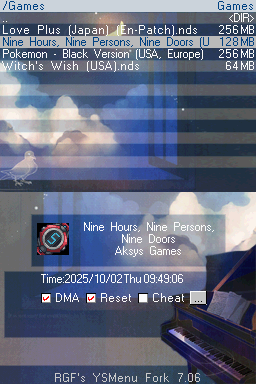 /Games Games
.. <DIR>
Love Plus (Japan) (En-Patch).nds 256MB
Nine Hours, Nine Persons, Nine Doors (U 128MB
Pokemon - Black Version (USA, Europe) 256MB
Witch's Wish (USA).nds 64MB
Nine Hours, Nine Persons,
Nine Doors
Aksys Games
Time:2025/10/02Thu 09:49:06
DMA Reset Cheat ...
RGF's YSMenu Fork 7.06